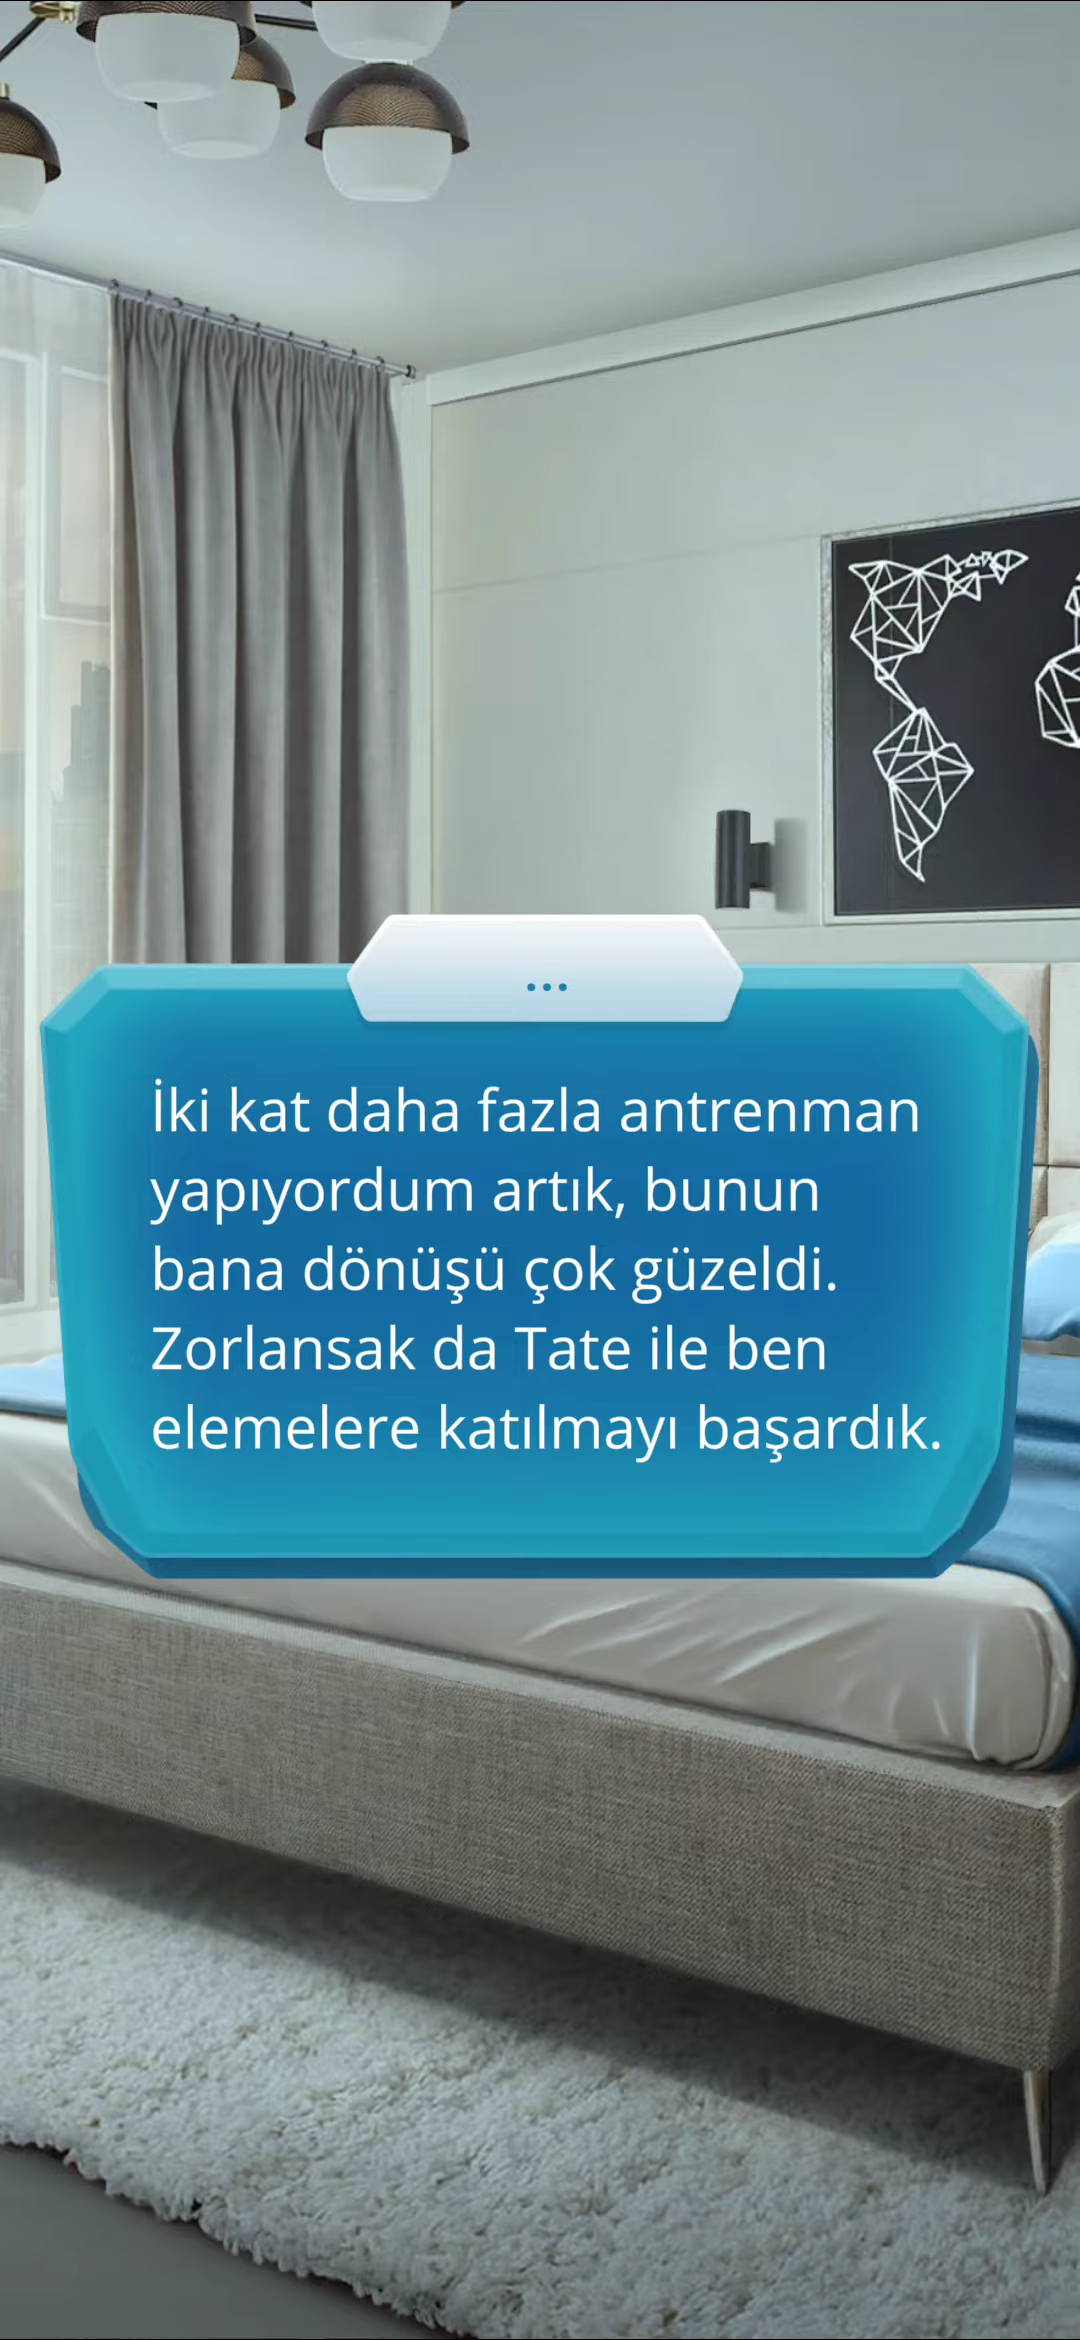 ...
İki kat daha fazla antrenman
yapıyordum artık, bunun
bana dönüşü çok güzeldi.
Zorlansak da Tate ile ben
elemelere katılmayı başardık.